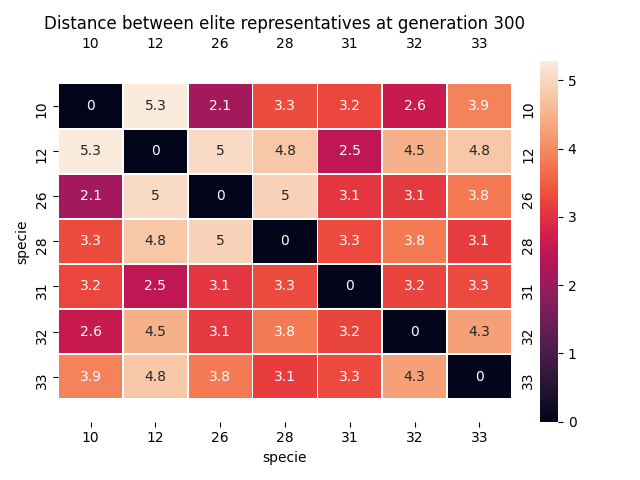 Distance between elite representatives at generation 300
10 12 26 28 31 32 33
10 0 5.3 2.1 3.3 3.2 2.6 3.9 10
12 5.3 0 5 4.8 2.5 4.5 4.8 12
26 2.1 5 0 5 3.1 3.1 3.8 26
28 3.3 4.8 5 0 3.3 3.8 3.1 28
31 3.2 2.5 3.1 3.3 0 3.2 3.3 31
32 2.6 4.5 3.1 3.8 3.2 0 4.3 32
33 3.9 4.8 3.8 3.1 3.3 4.3 0 33
10 12 26 28 31 32 33
specie
specie
5
4
3
2
1
0